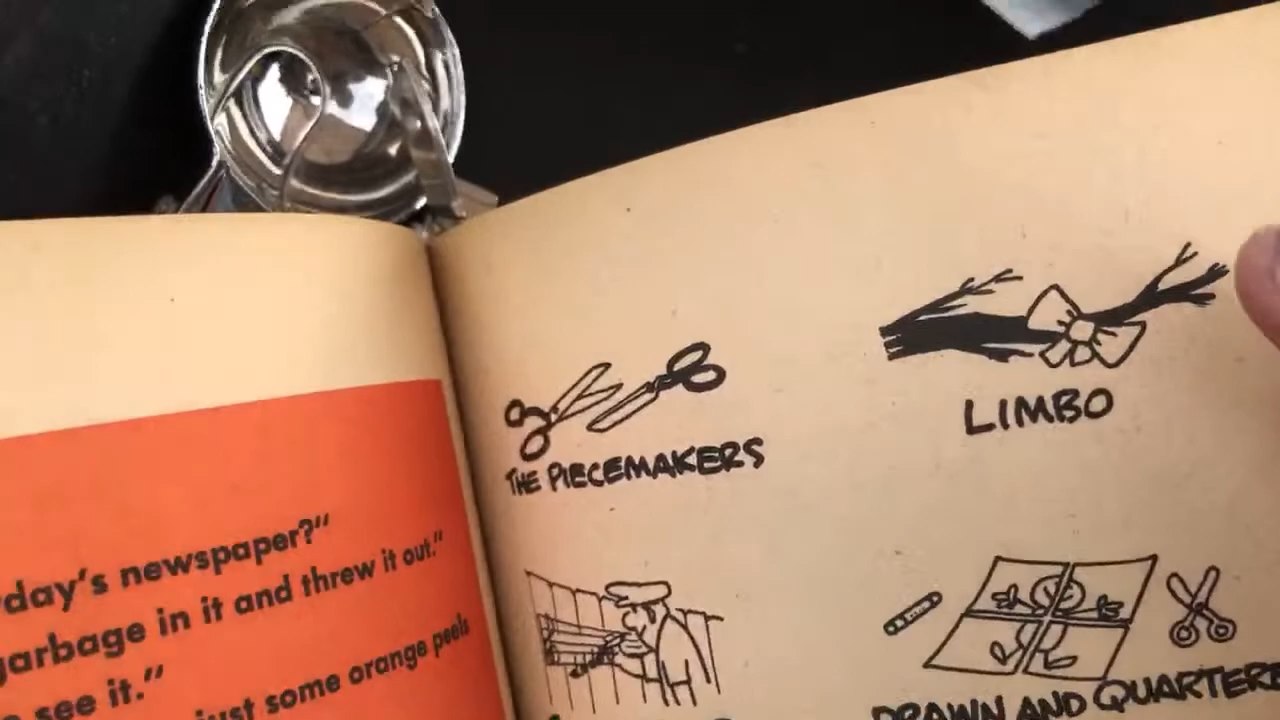 day's newspaper?“
garbage in it and threw it out.“
see it.“
just some orange peels
THE PIECEMAKERS
LIMBO
DRAWN AND QUARTERE